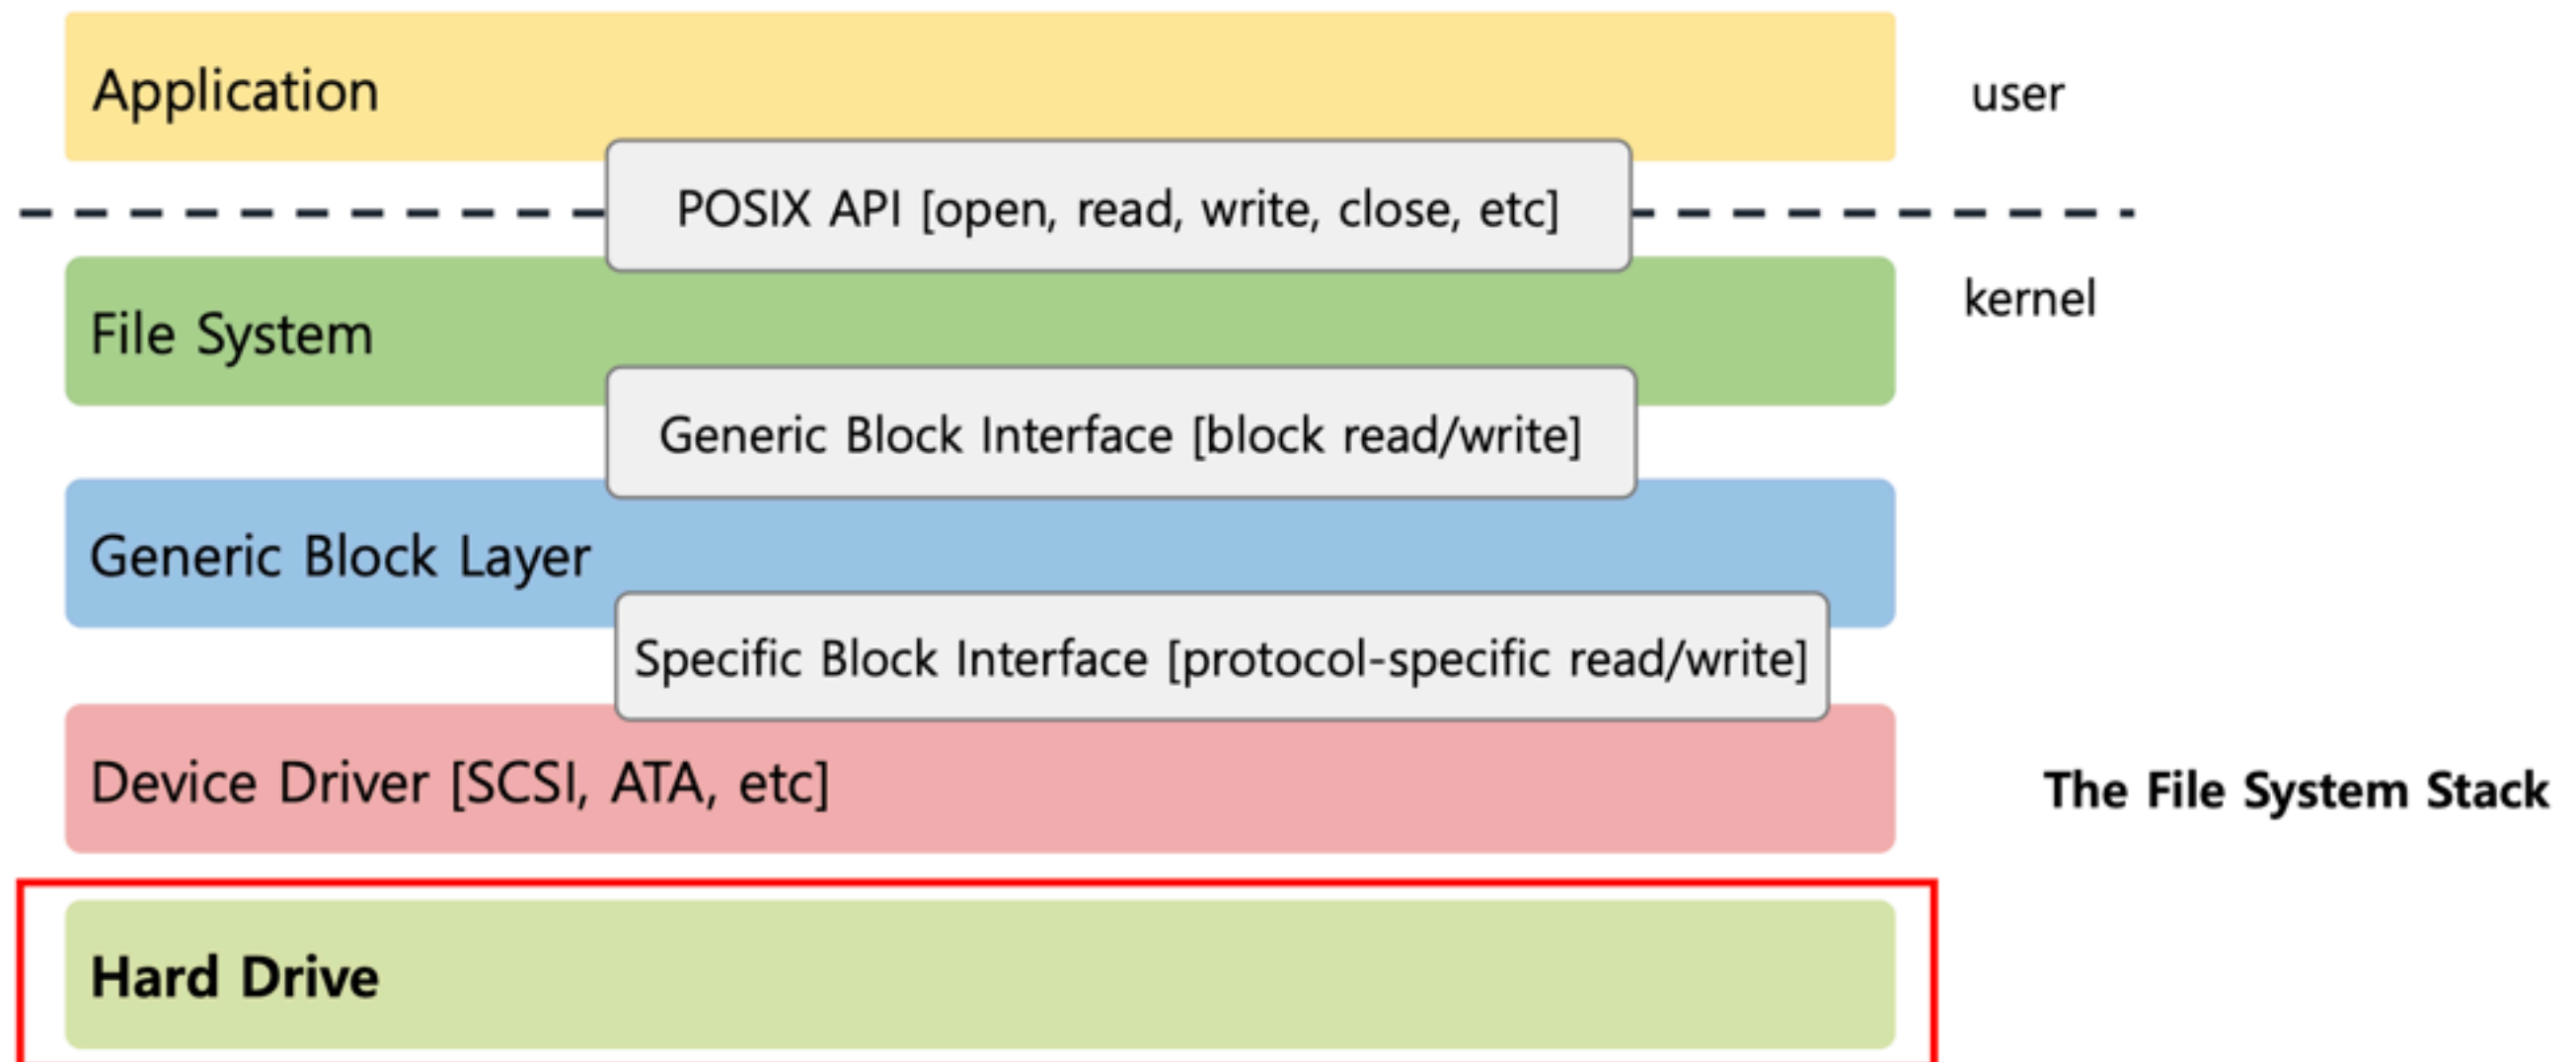 Application
user
POSIX API [open, read, write, close, etc]
kernel
File System
Generic Block Interface [block read/write]
Generic Block Layer
Specific Block Interface [protocol-specific read/write]
Device Driver [SCSI, ATA, etc]
The File System Stack
Hard Drive